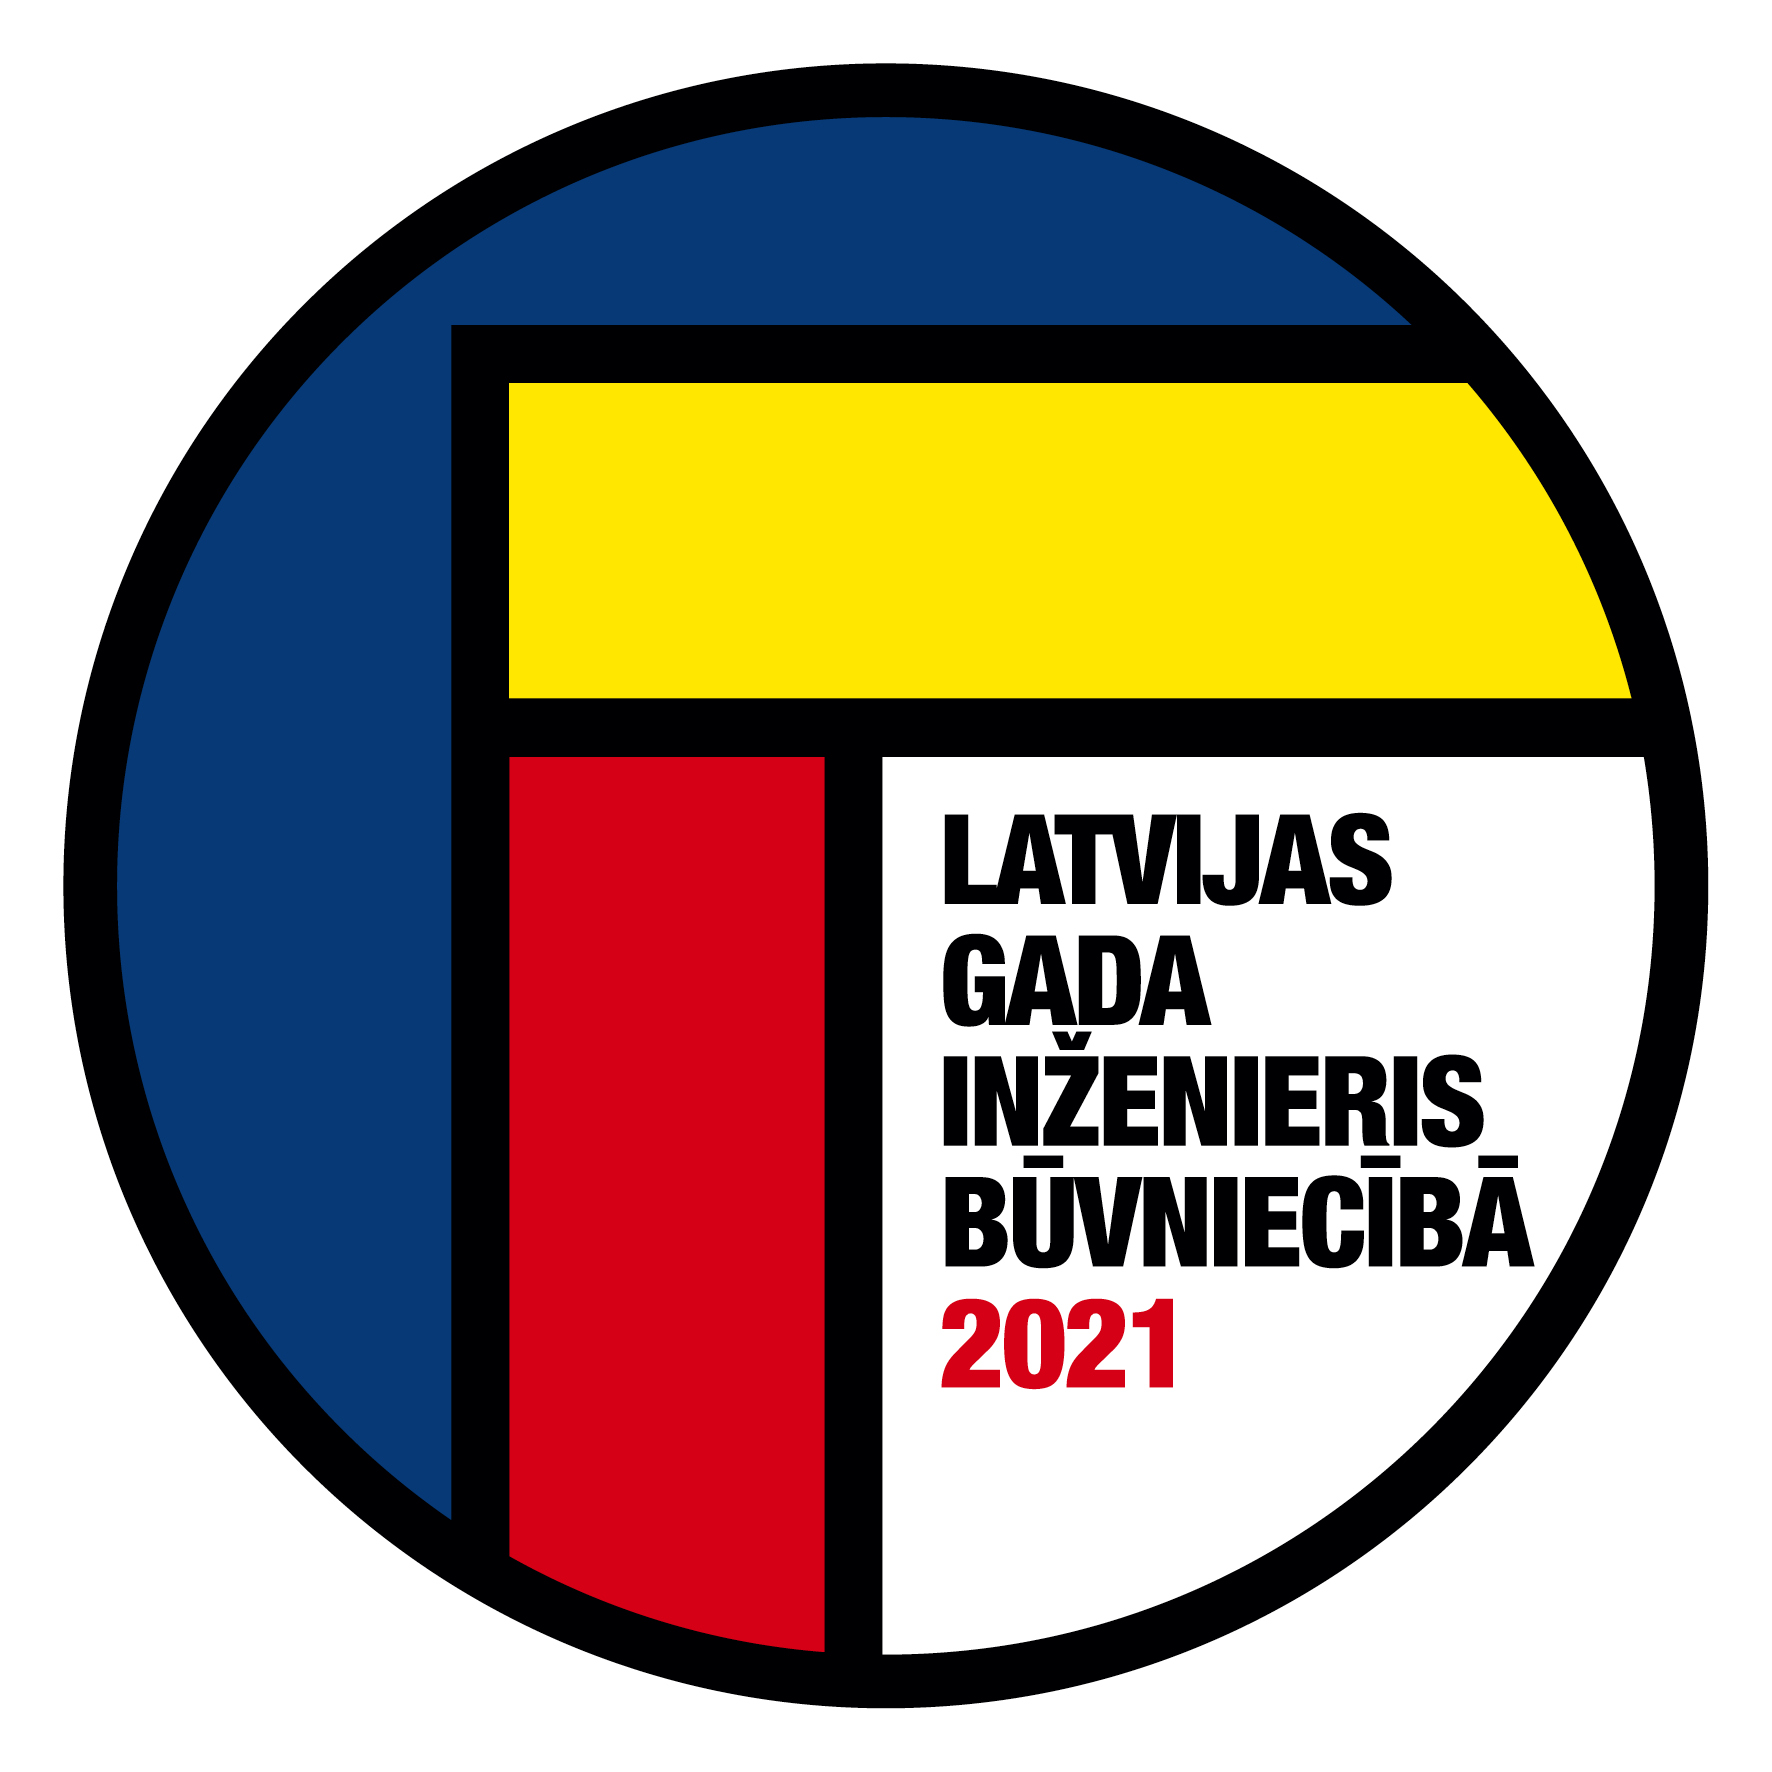 LATVIJAS
GADA
INŽENIERIS
BŪVNIECĪBĀ
2021